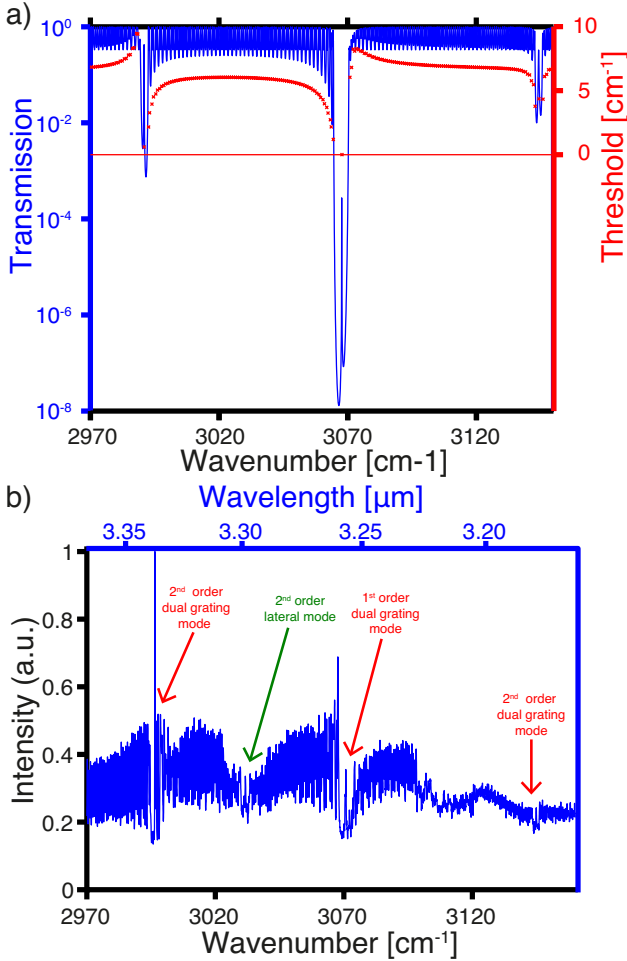 a)
10⁰
10⁻²
10⁻⁴
10⁻⁶
10⁻⁸
Transmission
10
5
0
Threshold [cm⁻¹]
2970 3020 3070 3120
Wavenumber [cm-1]
b)
Wavelength [µm]
3.35 3.30 3.25 3.20
1
0.8
0.6
0.4
0.2
0
Intensity (a.u.)
2ⁿᵈ order
dual grating
mode
2ⁿᵈ order
lateral mode
1ˢᵗ order
dual grating
mode
2ⁿᵈ order
dual grating
mode
2970 3020 3070 3120
Wavenumber [cm⁻¹]